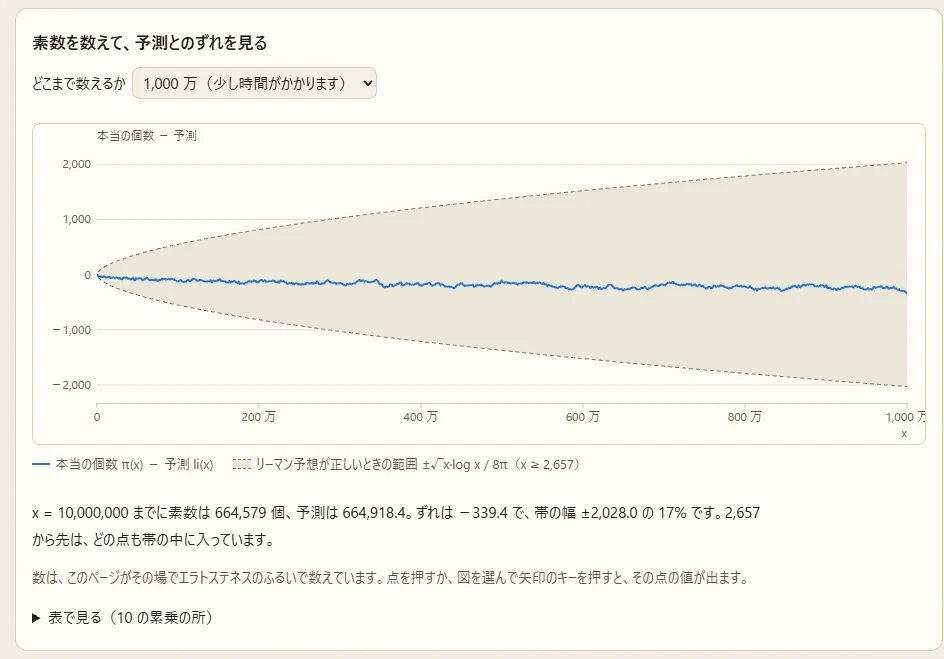 素数を数えて、予測とのずれを見る
どこまで数えるか 1,000 万（少し時間がかかります）
本当の個数 − 予測
2,000
1,000
0
−1,000
−2,000
0 200 万 400 万 600 万 800 万 1,000 万
x
本当の個数 π(x) − 予測 li(x) リーマン予想が正しいときの範囲 ±√x·log x / 8π（x ≥ 2,657）
x = 10,000,000 までに素数は 664,579 個、予測は 664,918.4。ずれは −339.4 で、帯の幅 ±2,028.0 の 17% です。2,657
から先は、どの点も帯の中に入っています。
数は、このページがその場でエラトステネスのふるいで数えています。点を押すか、図を選んで矢印のキーを押すと、その点の値が出ます。
▶ 表で見る（10 の累乗の所）